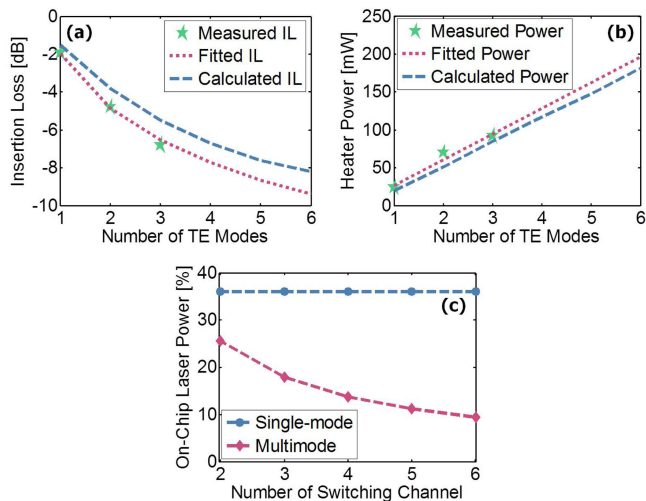 0
-2
-4
-6
-8
-10
Insertion Loss [dB]
(a)
Measured IL
Fitted IL
Calculated IL
1 2 3 4 5 6
Number of TE Modes
250
200
150
100
50
0
Heater Power [mW]
(b)
Measured Power
Fitted Power
Calculated Power
1 2 3 4 5 6
Number of TE Modes
40
30
20
10
0
On-Chip Laser Power [%]
(c)
Single-mode
Multimode
2 3 4 5 6
Number of Switching Channel